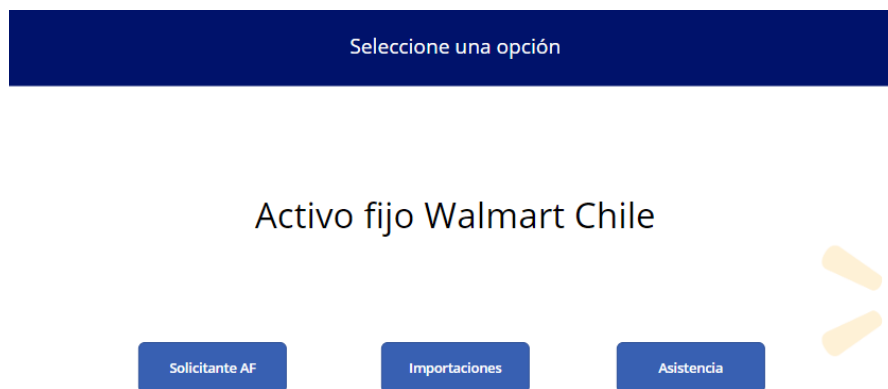 Seleccione una opción
Activo fijo Walmart Chile
Solicitante AF
Importaciones
Asistencia